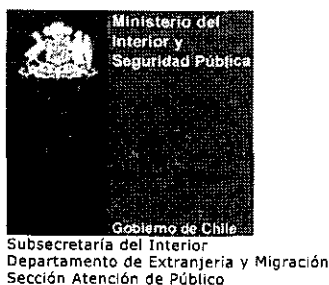 Ministerio del
Interior y
Seguridad Pública
Gobierno de Chile
Subsecretaría del Interior
Departamento de Extranjería y Migración
Sección Atención de Público